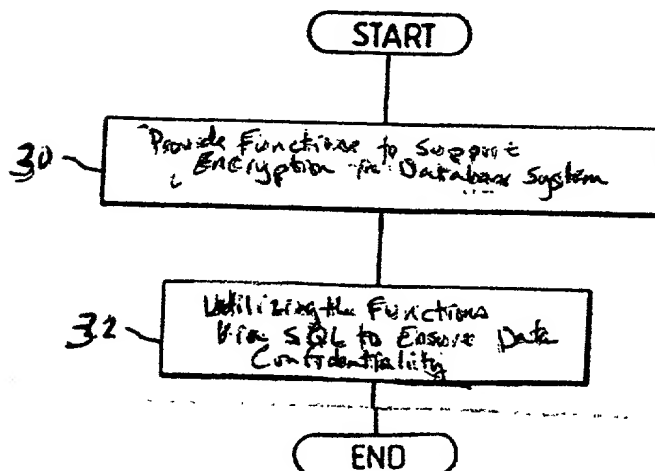 START
30
Provide Functions to Support
Encryption in Database System
32
Utilizing the Functions
Via SQL to Ensure Data
Confidentiality
END